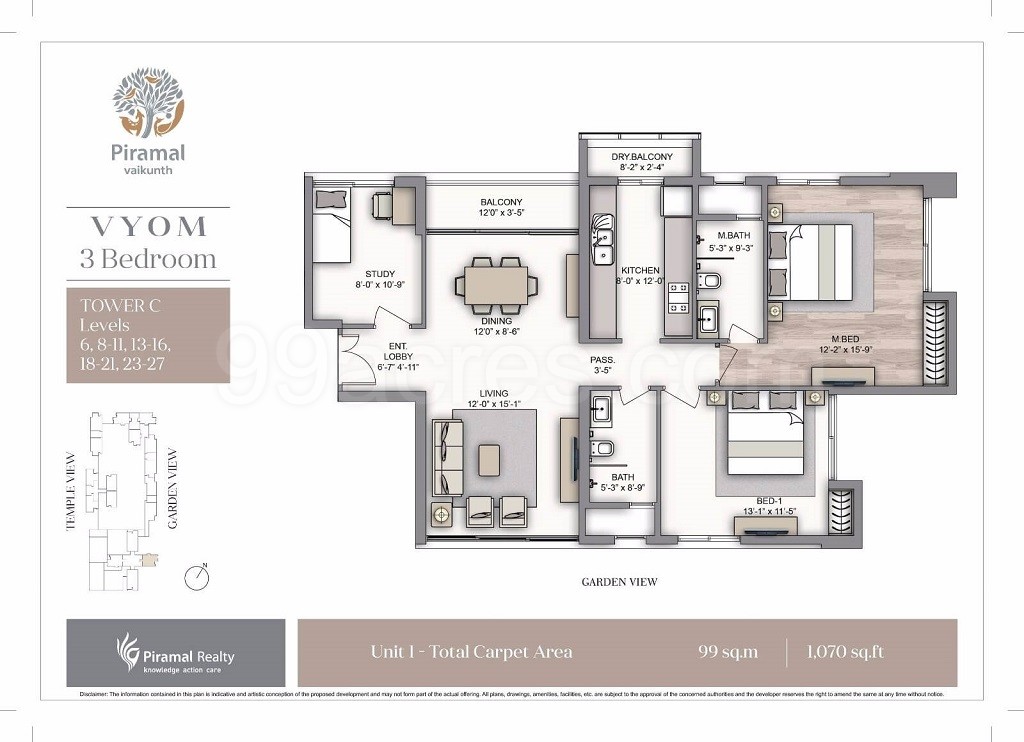 Piramal
vaikunth
VYOM
3 Bedroom
TOWER C
Levels
6, 8-11, 13-16,
18-21, 23-27
TEMPLE VIEW
GARDEN VIEW
N
DRY.BALCONY
8'-2" x 2'-4"
BALCONY
12'0" x 3'-5"
M.BATH
5'-3" x 9'-3"
STUDY
8'-0" x 10'-9"
KITCHEN
8'-0" x 12'-0"
DINING
12'0" x 8'-6"
ENT.
LOBBY
6'-7" 4'-11"
PASS.
3'-5"
M.BED
12'-2" x 15'-9"
LIVING
12'-0" x 15'-1"
BATH
5'-3" x 8'-9"
BED-1
13'-1" x 11'-5"
GARDEN VIEW
99acres.com
Piramal Realty
knowledge action care
Unit 1 - Total Carpet Area 99 sq.m 1,070 sq.ft
Disclaimer: The information contained in this plan is indicative and artistic conception of the proposed development and may not form part of the actual offering. All plans, drawings, amenities, facilities, etc. are subject to the approval of the concerned authorities and the developer reserves the right to amend the same at any time without notice.